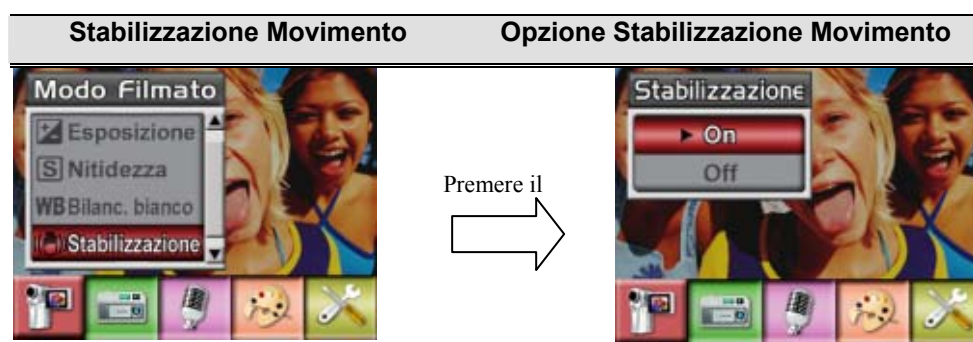 Stabilizzazione Movimento Opzione Stabilizzazione Movimento
Modo Filmato
Esposizione
S Nitidezza
WB Bilanc. bianco
Stabilizzazione
Premere il
Stabilizzazione
On
Off